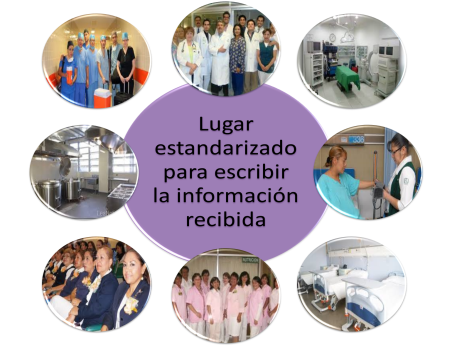 Lugar
estandarizado
para escribir
la información
recibida